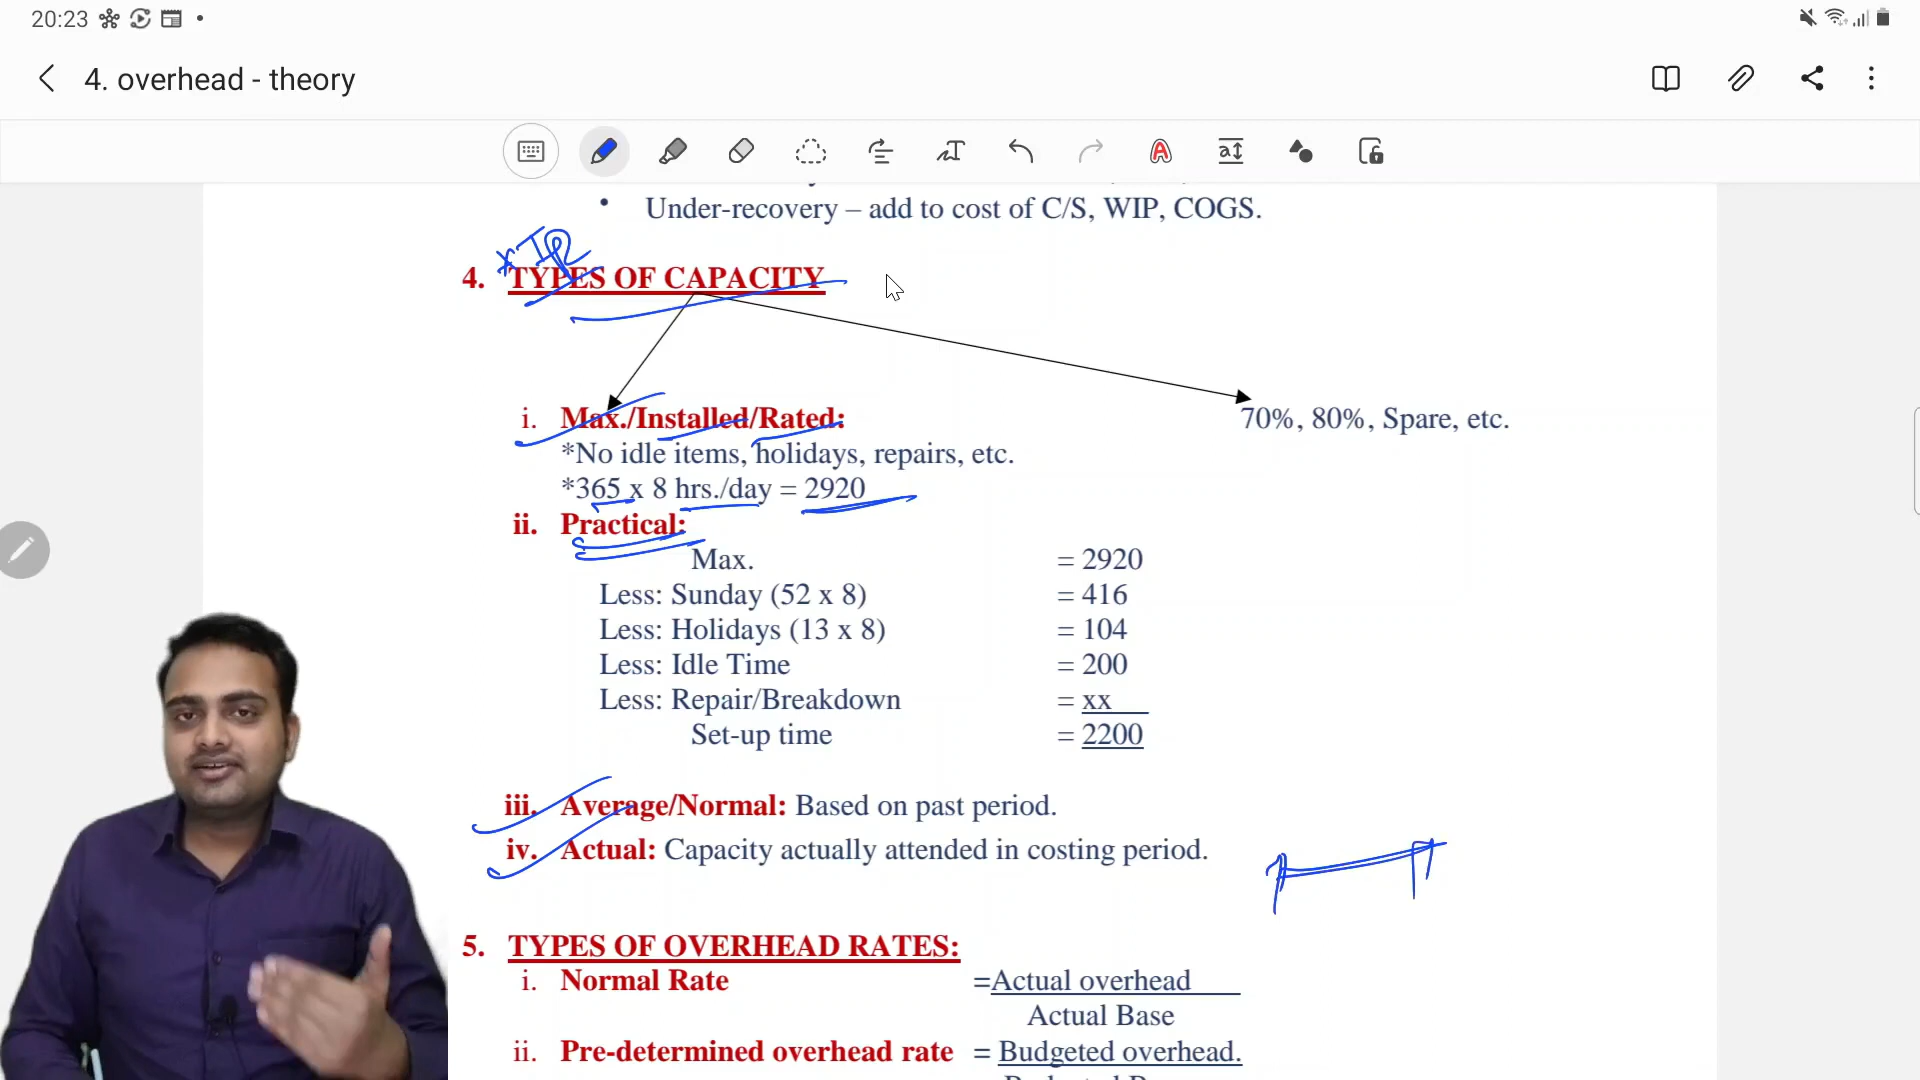 20:23
4. overhead - theory
Under-recovery – add to cost of C/S, WIP, COGS.
4. TYPES OF CAPACITY
i. Max./Installed/Rated: 70%, 80%, Spare, etc.
*No idle items, holidays, repairs, etc.
*365 x 8 hrs./day = 2920
ii. Practical:
Max. = 2920
Less: Sunday (52 x 8) = 416
Less: Holidays (13 x 8) = 104
Less: Idle Time = 200
Less: Repair/Breakdown = xx
Set-up time = 2200
iii. Average/Normal: Based on past period.
iv. Actual: Capacity actually attended in costing period.
5. TYPES OF OVERHEAD RATES:
i. Normal Rate =Actual overhead
Actual Base
ii. Pre-determined overhead rate = Budgeted overhead.